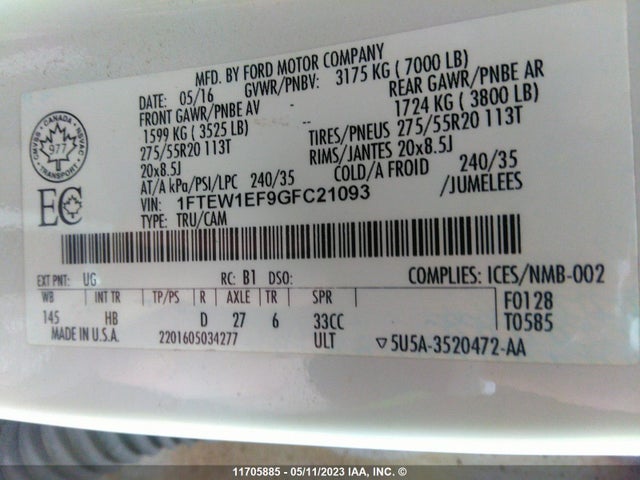 MFD. BY FORD MOTOR COMPANY
DATE: 05/16 GVWR/PNBV: 3175 KG ( 7000 LB)
FRONT GAWR/PNBE AV - REAR GAWR/PNBE AR
1599 KG ( 3525 LB) - 1724 KG ( 3800 LB)
275/55R20 113T TIRES/PNEUS 275/55R20 113T
20x8.5J RIMS/JANTES 20x8.5J
AT/A kPa/PSI/LPC 240/35 COLD/A FROID 240/35
VIN: 1FTEW1EF9GFC21093 /JUMELEES
TYPE: TRU/CAM
CANADA
977
TRANSPORT
EC
EXT PNT: UG RC: B1 DSO: COMPLIES: ICES/NMB-002
WB INT TR TP/PS R AXLE TR SPR F0128
145 HB D 27 6 33CC T0585
MADE IN U.S.A. 2201605034277 ULT ▽5U5A-3520472-AA
11705885 - 05/11/2023 IAA, INC. ©